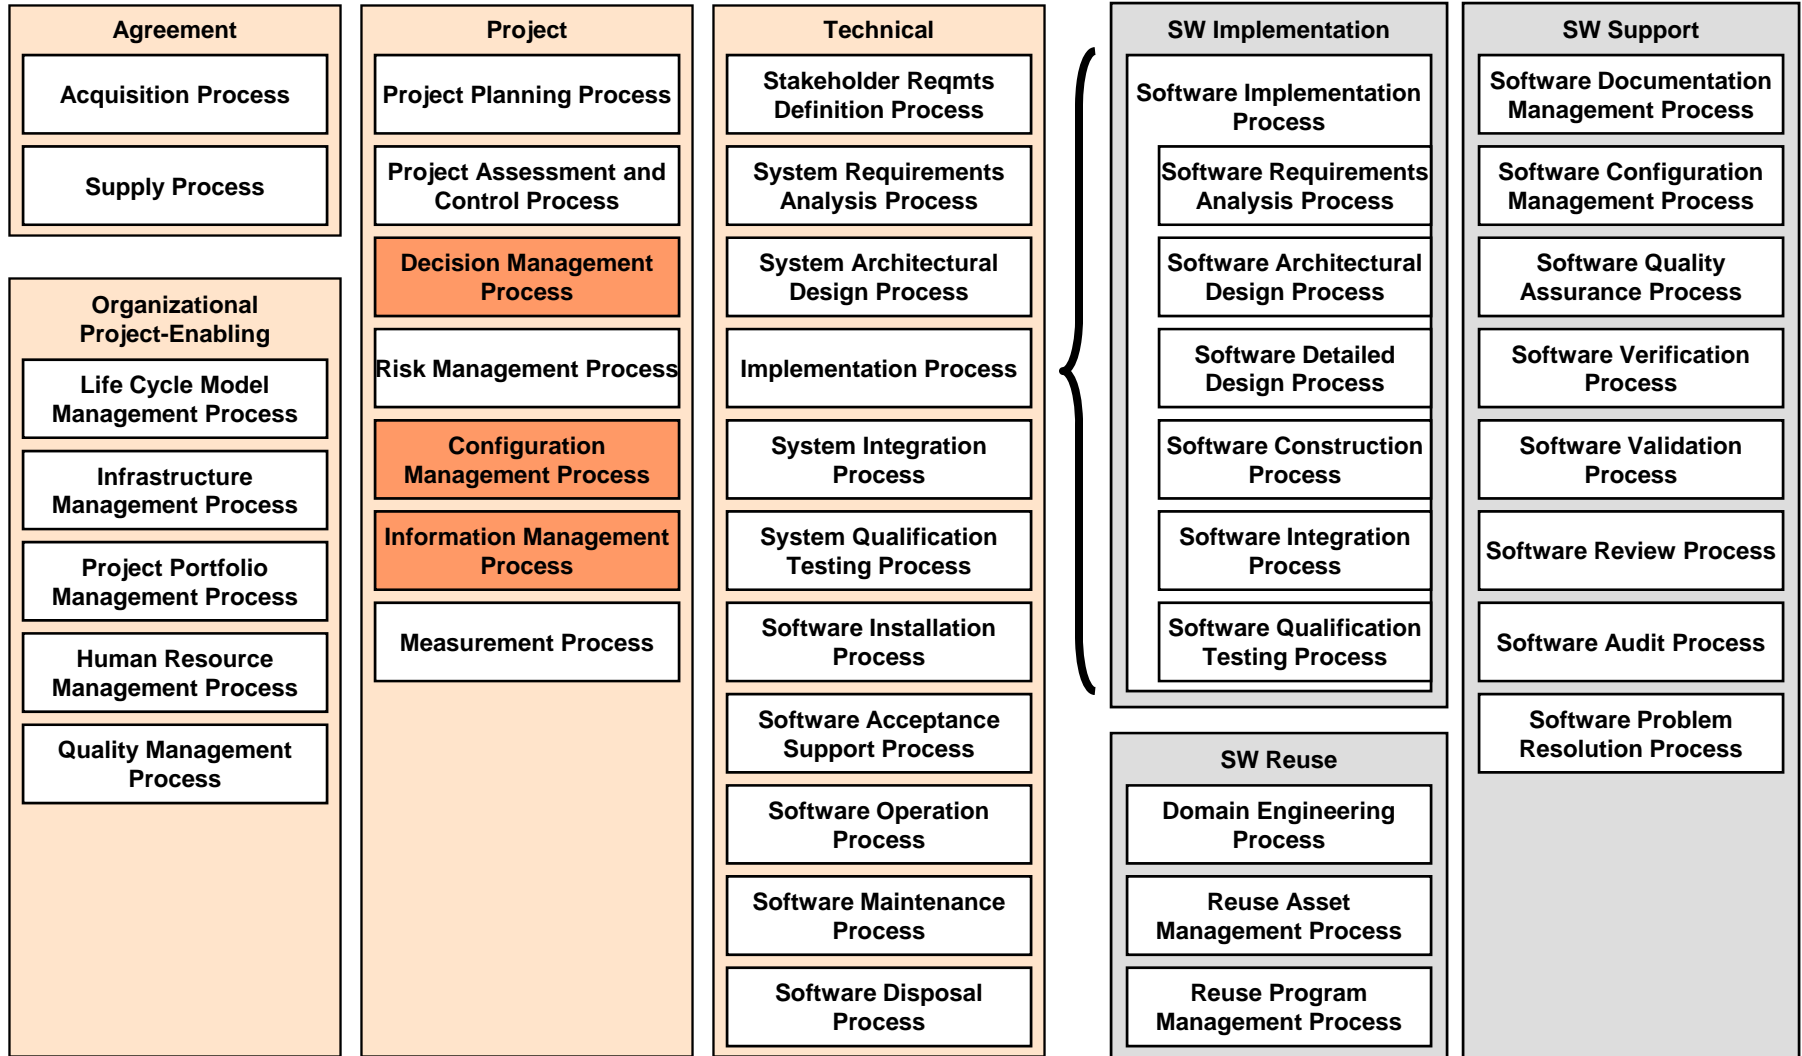 Agreement
Acquisition Process
Supply Process
Organizational
Project-Enabling
Life Cycle Model
Management Process
Infrastructure
Management Process
Project Portfolio
Management Process
Human Resource
Management Process
Quality Management
Process
Project
Project Planning Process
Project Assessment and
Control Process
Decision Management
Process
Risk Management Process
Configuration
Management Process
Information Management
Process
Measurement Process
Technical
Stakeholder Reqmts
Definition Process
System Requirements
Analysis Process
System Architectural
Design Process
Implementation Process
System Integration
Process
System Qualification
Testing Process
Software Installation
Process
Software Acceptance
Support Process
Software Operation
Process
Software Maintenance
Process
Software Disposal
Process
SW Implementation
Software Implementation
Process
Software Requirements
Analysis Process
Software Architectural
Design Process
Software Detailed
Design Process
Software Construction
Process
Software Integration
Process
Software Qualification
Testing Process
SW Reuse
Domain Engineering
Process
Reuse Asset
Management Process
Reuse Program
Management Process
SW Support
Software Documentation
Management Process
Software Configuration
Management Process
Software Quality
Assurance Process
Software Verification
Process
Software Validation
Process
Software Review Process
Software Audit Process
Software Problem
Resolution Process